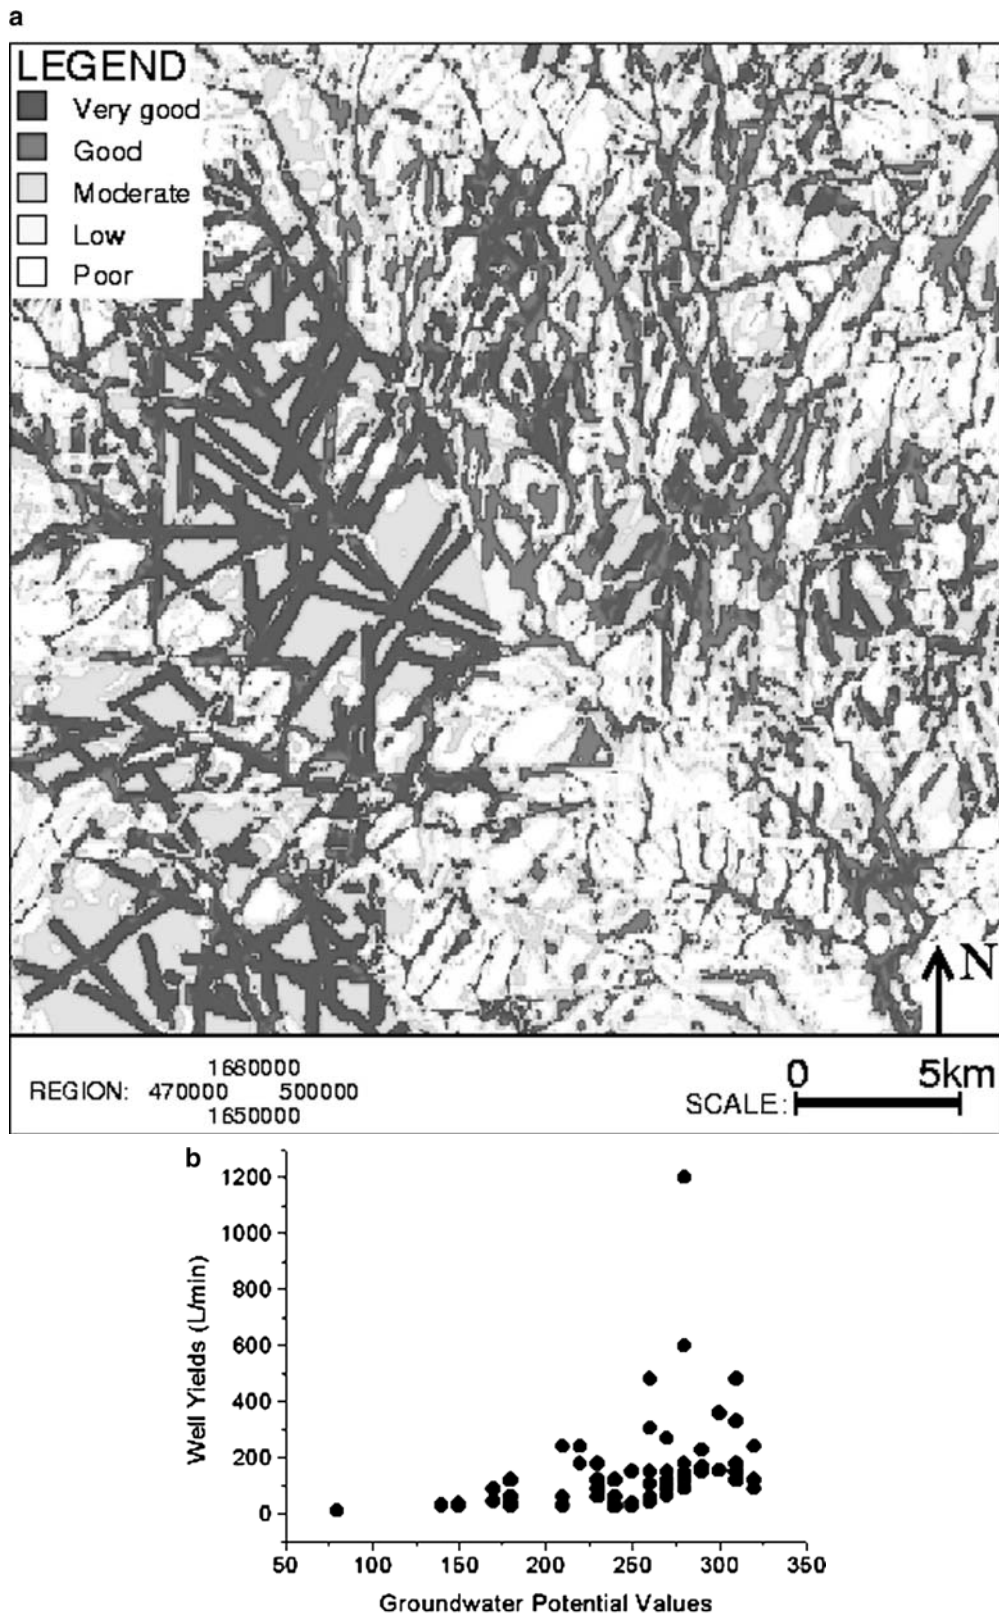 a
LEGEND
Very good
Good
Moderate
Low
Poor
N
1660000
REGION: 470000 500000
1650000
0 5km
SCALE:
b
1200
1000
800
600
400
200
0
Well Yields (L/min)
50 100 150 200 250 300 350
Groundwater Potential Values